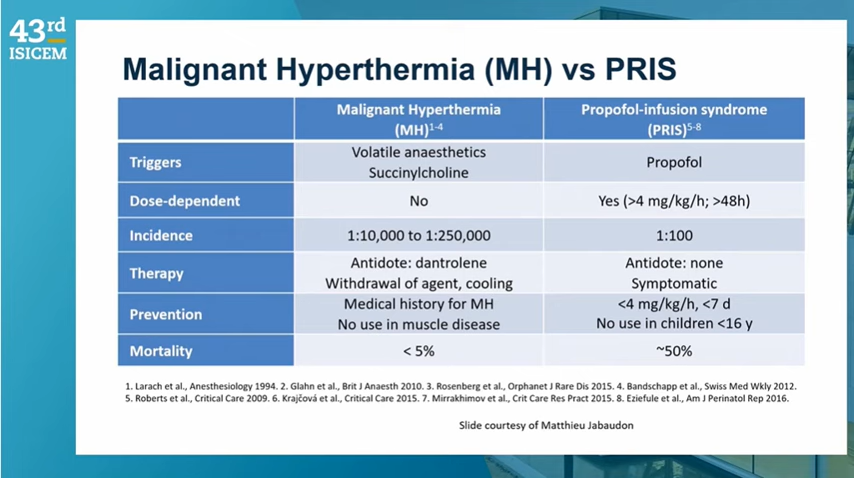 43rd
ISICEM
Malignant Hyperthermia (MH) vs PRIS
Malignant Hyperthermia
(MH)1-4
Propofol-infusion syndrome
(PRIS)5-8
Triggers
Volatile anaesthetics
Succinylcholine
Propofol
Dose-dependent
No
Yes (>4 mg/kg/h; >48h)
Incidence
1:10,000 to 1:250,000
1:100
Therapy
Antidote: dantrolene
Withdrawal of agent, cooling
Antidote: none
Symptomatic
Prevention
Medical history for MH
No use in muscle disease
<4 mg/kg/h, <7 d
No use in children <16 y
Mortality
< 5%
~50%
1. Larach et al., Anesthesiology 1994. 2. Glahn et al., Brit J Anaesth 2010. 3. Rosenberg et al., Orphanet J Rare Dis 2015. 4. Bandschapp et al., Swiss Med Wkly 2012.
5. Roberts et al., Critical Care 2009. 6. Krajčová et al., Critical Care 2015. 7. Mirrakhimov et al., Crit Care Res Pract 2015. 8. Eziefule et al., Am J Perinatol Rep 2016.
Slide courtesy of Matthieu Jabaudon